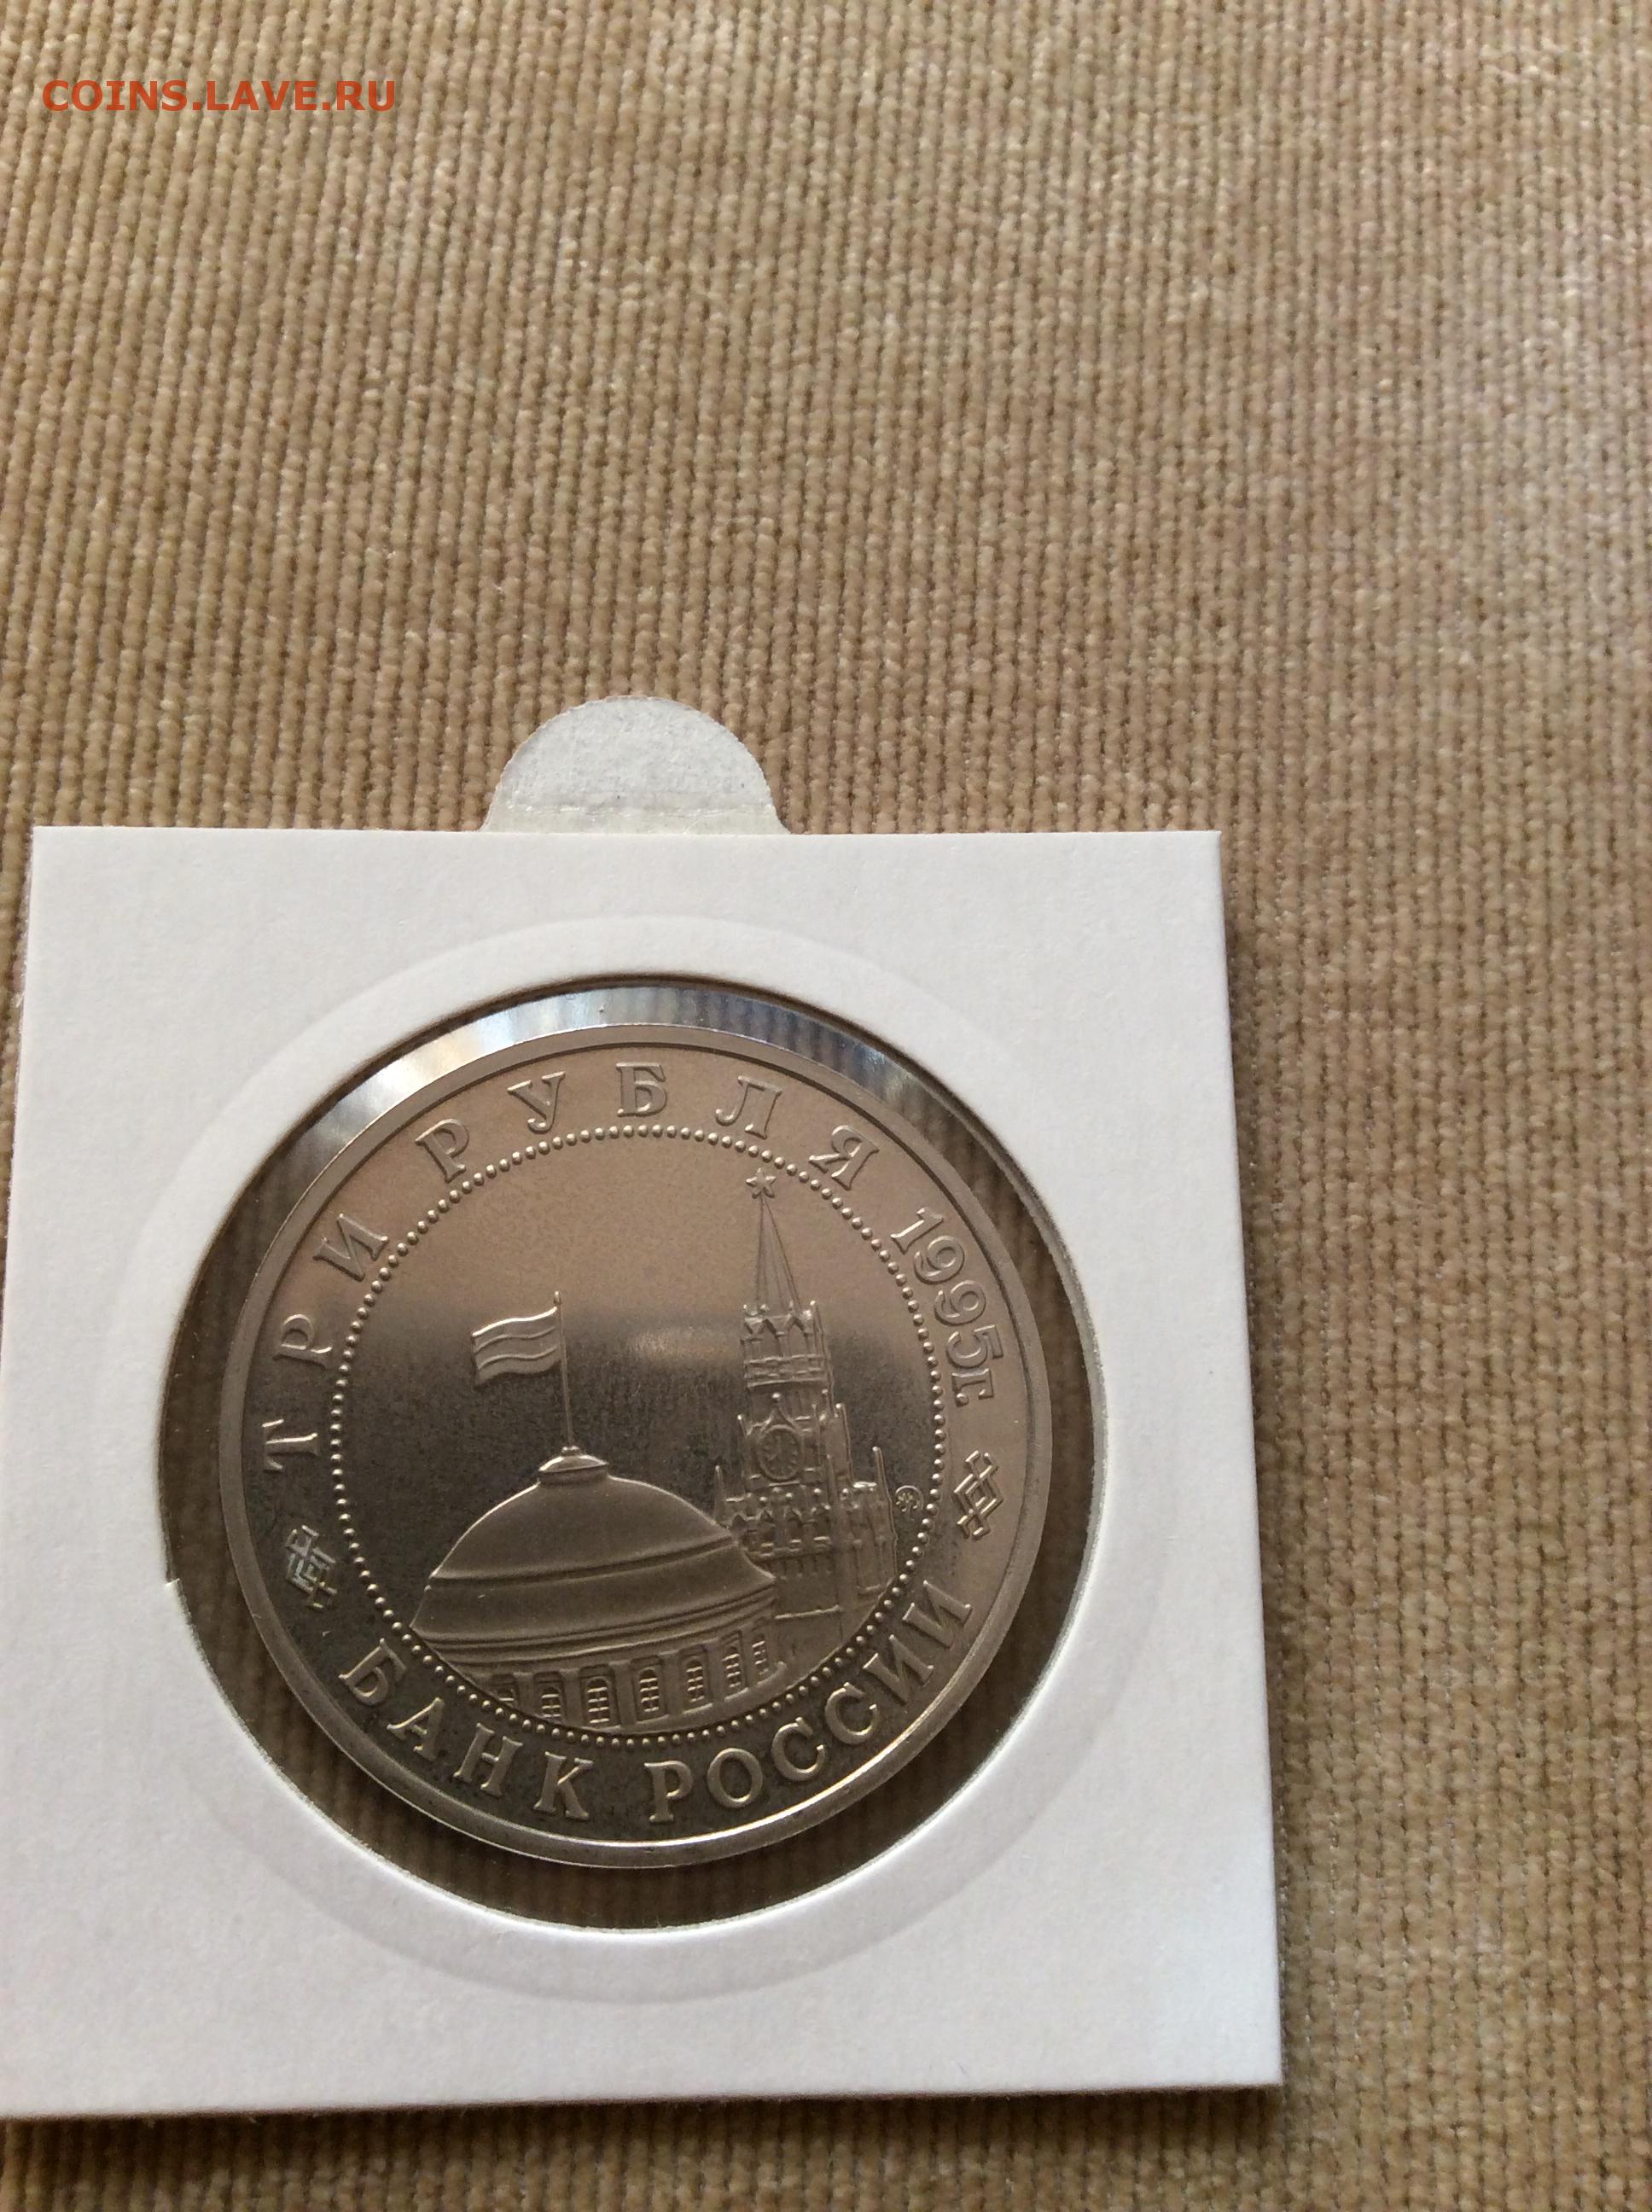 COINS.LAVE.RU
ТРИ РУБЛЯ 1995г.
БАНК РОССИИ